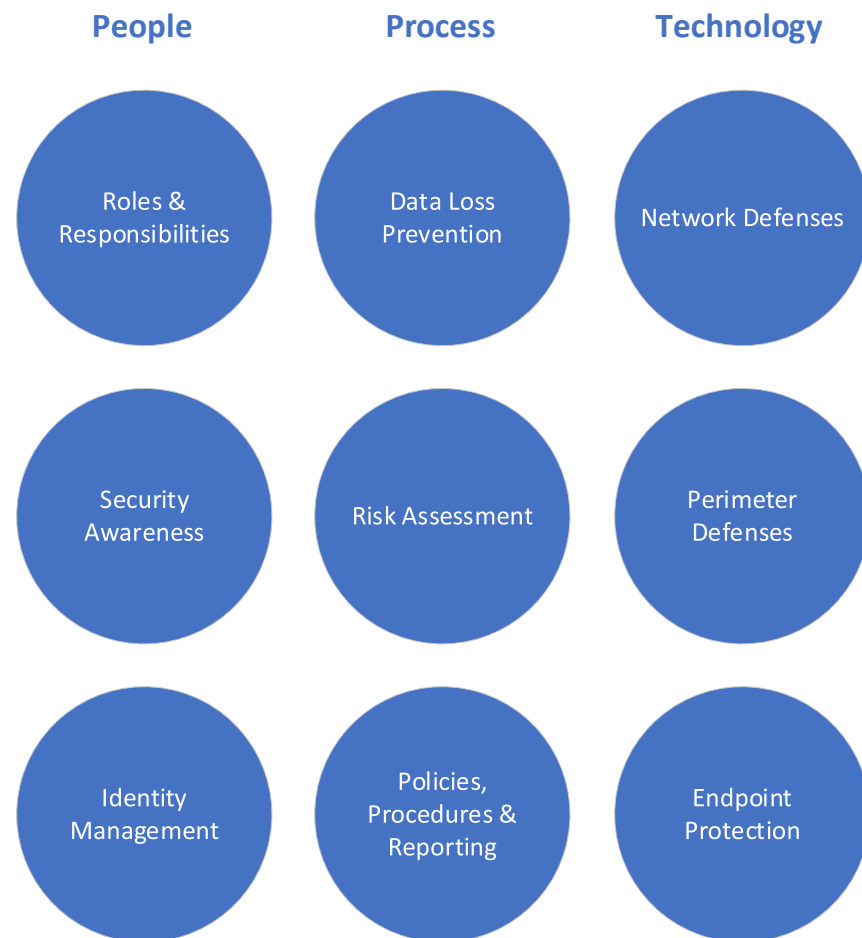 People
Process
Technology
Roles &
Responsibilities
Data Loss
Prevention
Network Defenses
Security
Awareness
Risk Assessment
Perimeter
Defenses
Identity
Management
Policies,
Procedures &
Reporting
Endpoint
Protection